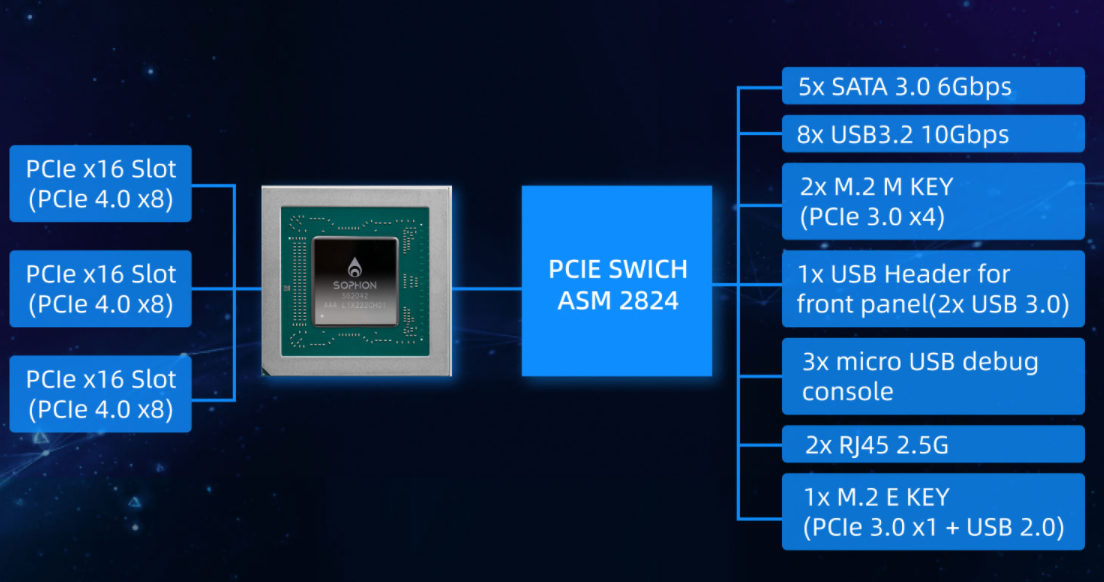 PCIe x16 Slot
(PCIe 4.0 x8)
PCIe x16 Slot
(PCIe 4.0 x8)
PCIe x16 Slot
(PCIe 4.0 x8)
SOPHON
PCIE SWICH
ASM 2824
5x SATA 3.0 6Gbps
8x USB3.2 10Gbps
2x M.2 M KEY
(PCIe 3.0 x4)
1x USB Header for
front panel(2x USB 3.0)
3x micro USB debug
console
2x RJ45 2.5G
1x M.2 E KEY
(PCIe 3.0 x1 + USB 2.0)